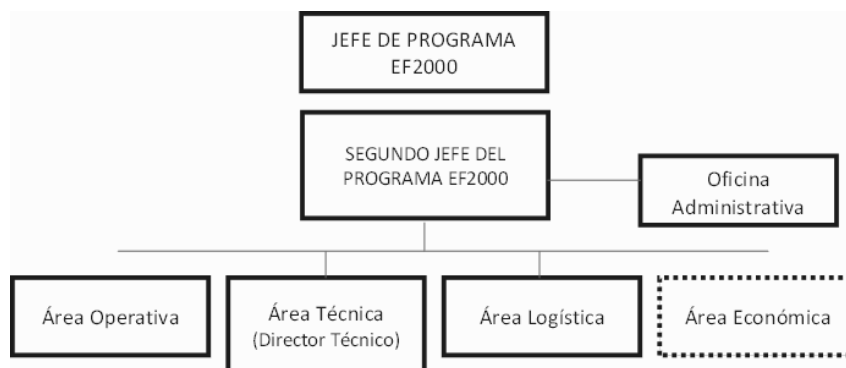 JEFE DE PROGRAMA
EF2000
SEGUNDO JEFE DEL
PROGRAMA EF2000
Oficina
Administrativa
Área Operativa
Área Técnica
(Director Técnico)
Área Logística
Área Económica